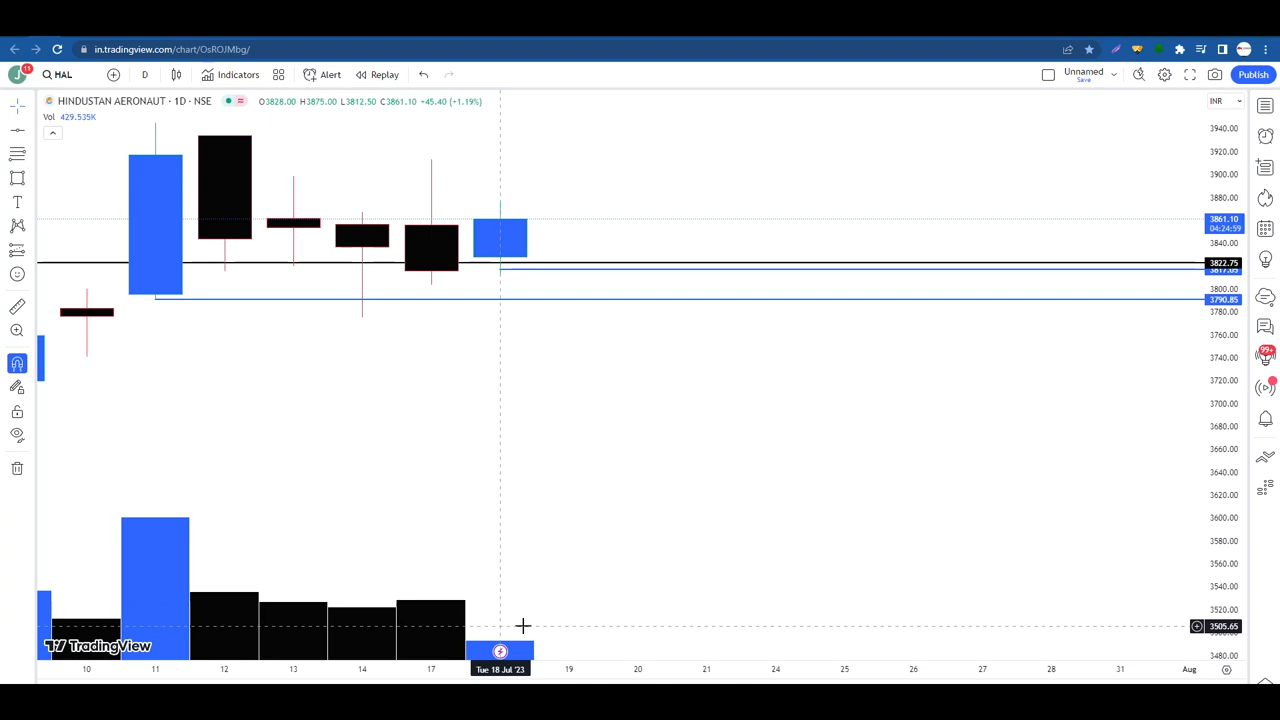 in.tradingview.com/chart/OsROJMbg/
J
11
HAL
D
Indicators
Alert
Replay
Unnamed
Save
Publish
HINDUSTAN AERONAUT · 1D · NSE
O3828.00 H3875.00 L3812.50 C3861.10 +45.40 (+1.19%)
INR
Vol 429.535K
3940.00
3920.00
3900.00
3880.00
3861.10
04:24:59
3840.00
3822.75
3817.05
3800.00
3790.85
3780.00
3760.00
3740.00
3720.00
3700.00
3680.00
3660.00
3640.00
3620.00
3600.00
3580.00
3560.00
3540.00
3520.00
3505.65
3480.00
99+
TradingView
10
11
12
13
14
17
Tue 18 Jul '23
19
20
21
24
25
26
27
28
31
Aug